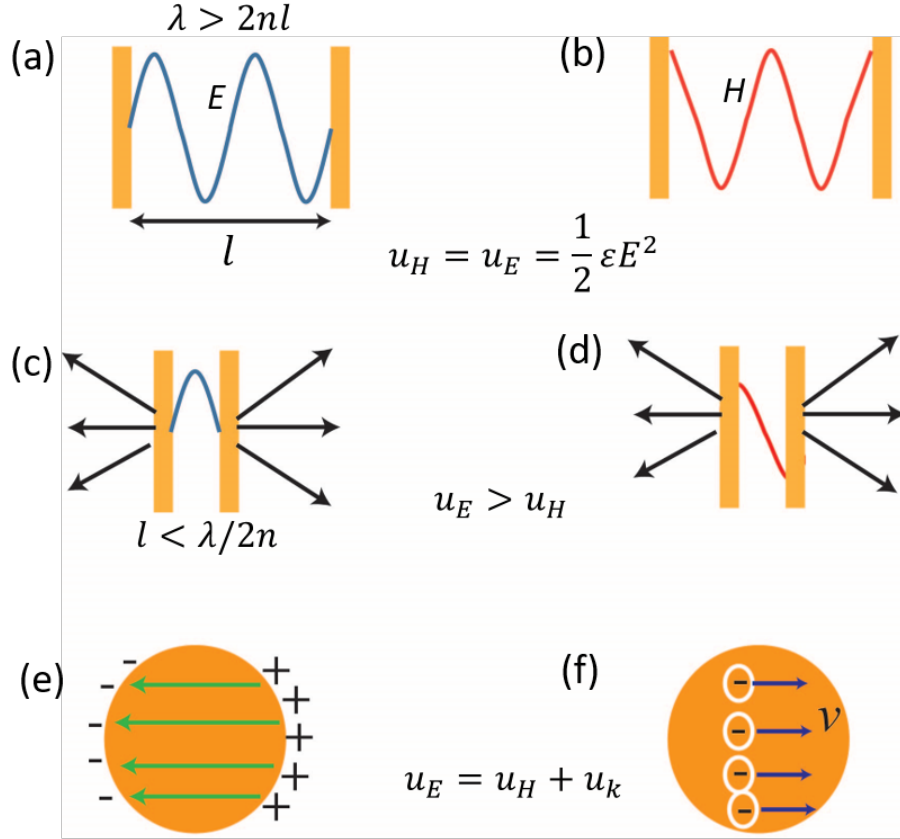 λ > 2nl
(a)
E
l
(b)
H
u_H = u_E = 1/2 εE²
(c)
l < λ/2n
(d)
u_E > u_H
(e)
- - - - -
+ + + + +
u_E = u_H + u_k
(f)
- - - -
v